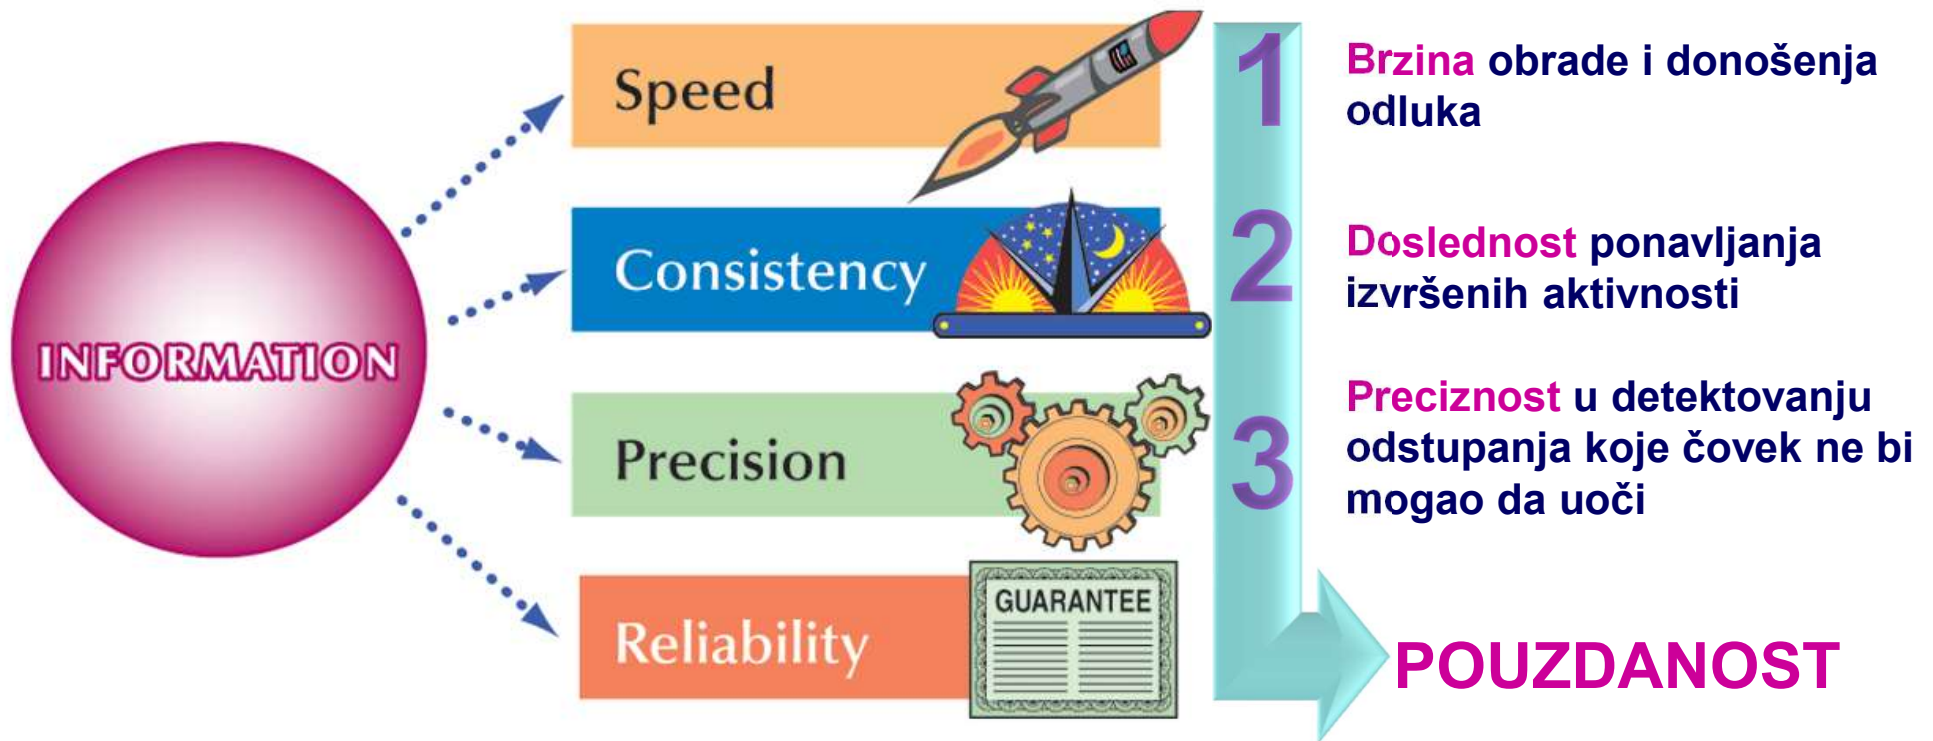 INFORMATION
Speed
Consistency
Precision
Reliability
GUARANTEE
1
Brzina obrade i donošenja
odluka
2
Doslednost ponavljanja
izvršenih aktivnosti
3
Preciznost u detektovanju
odstupanja koje čovek ne bi
mogao da uoči
POUZDANOST